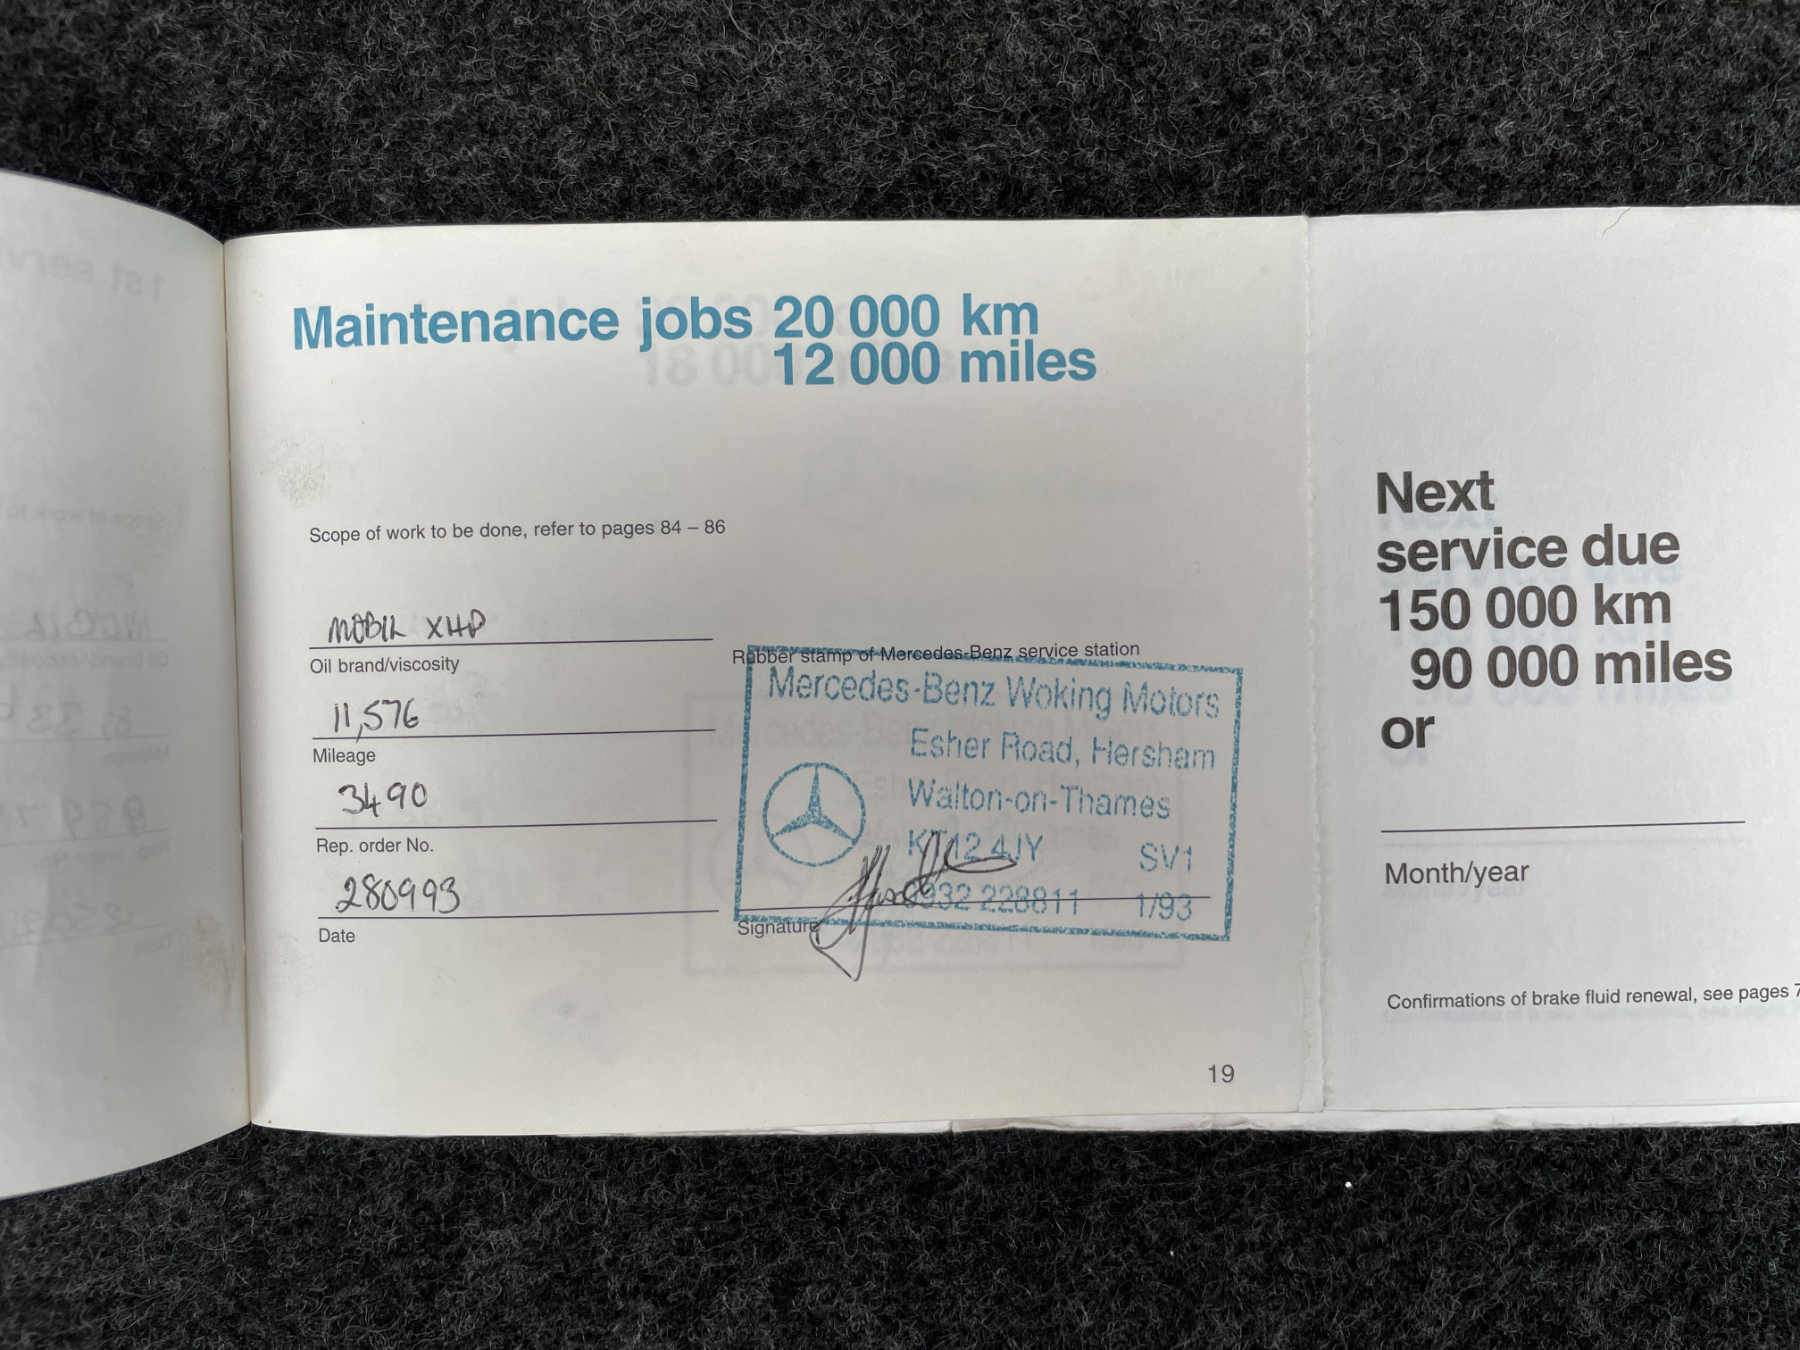 Maintenance jobs 20 000 km
12 000 miles
Scope of work to be done, refer to pages 84 – 86
MOBIL XHP
Oil brand/viscosity
11,576
Mileage
3490
Rep. order No.
280993
Date
Rubber stamp of Mercedes-Benz service station
Mercedes-Benz Woking Motors
Esher Road, Hersham
Walton-on-Thames
KT12 4JY SV1
0932 228811 1/93
Signature
19
Next
service due
150 000 km
90 000 miles
or
Month/year
Confirmations of brake fluid renewal, see pages 7